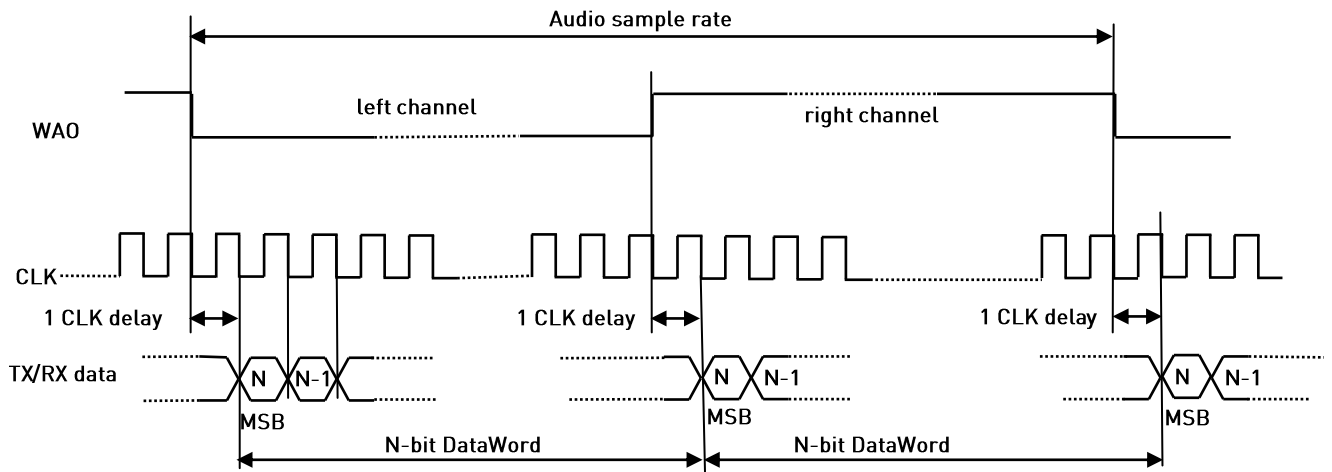 Audio sample rate
left channel
right channel
WAO
CLK
1 CLK delay
1 CLK delay
1 CLK delay
TX/RX data
N
N-1
N
N-1
N
N-1
MSB
MSB
MSB
N-bit DataWord
N-bit DataWord